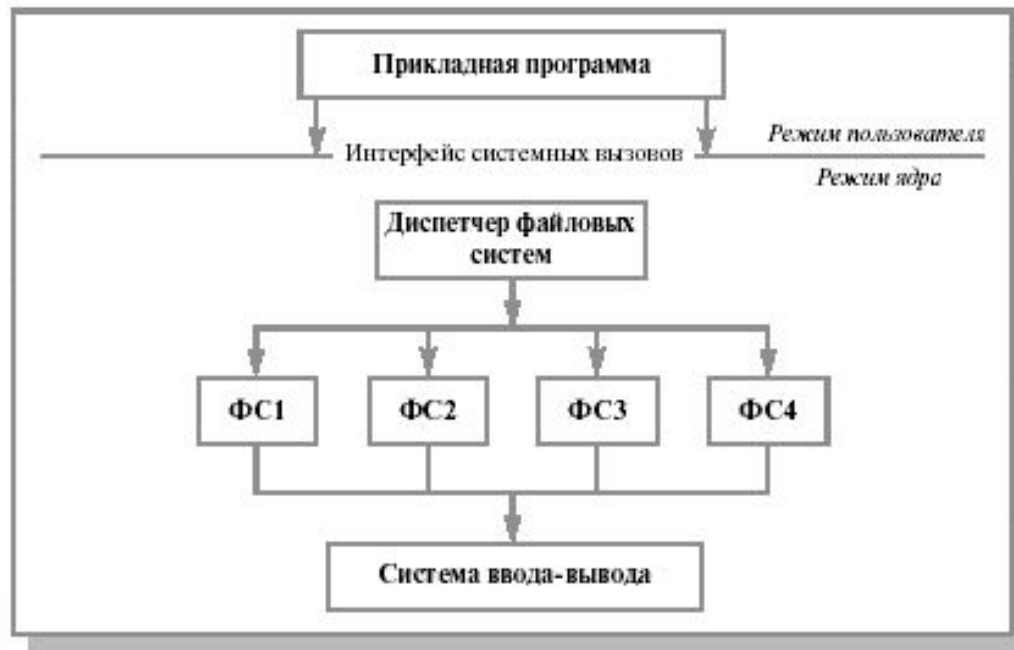 Прикладная программа
Режим пользователя
Интерфейс системных вызовов
Режим ядра
Диспетчер файловых
систем
ФС1 ФС2 ФС3 ФС4
Система ввода-вывода